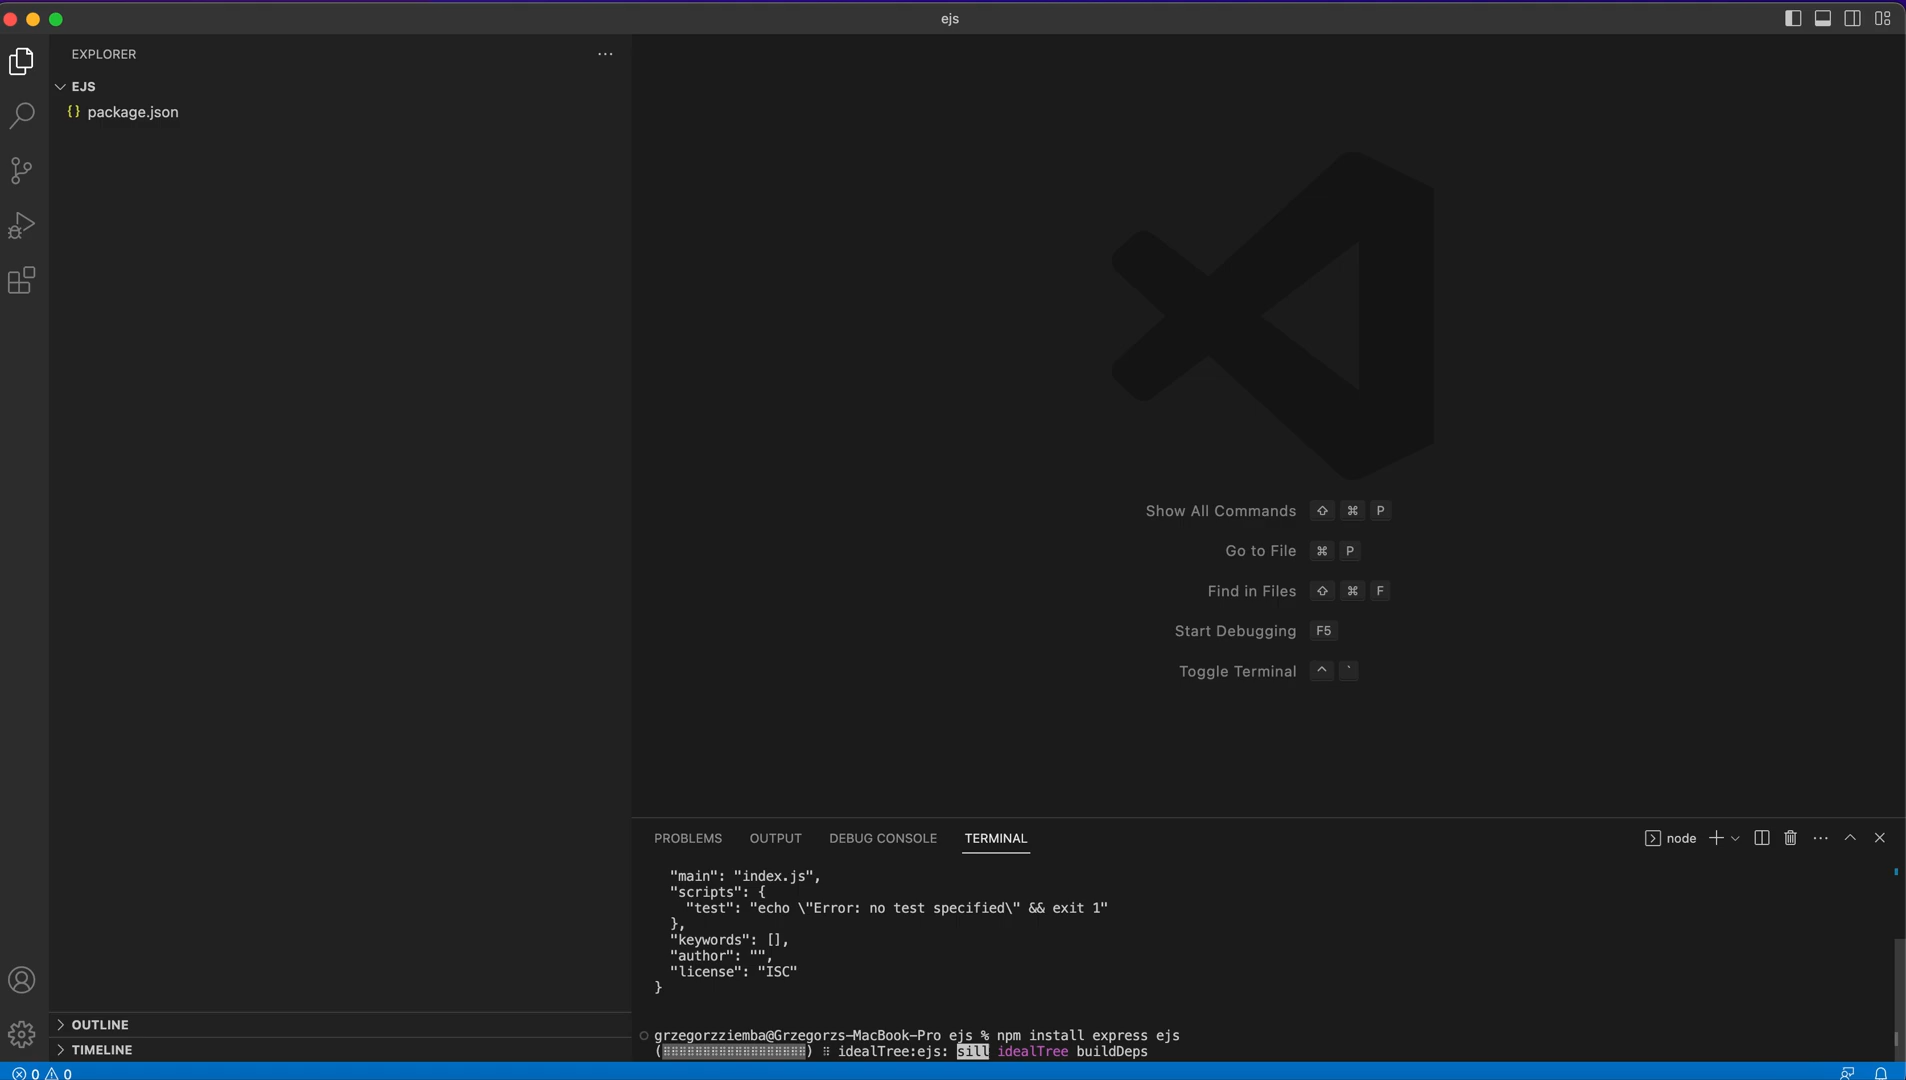 ejs
EXPLORER
EJS
{} package.json
Show All Commands ⇧ ⌘ P
Go to File ⌘ P
Find in Files ⇧ ⌘ F
Start Debugging F5
Toggle Terminal ^ `
PROBLEMS OUTPUT DEBUG CONSOLE TERMINAL
node
"main": "index.js",
"scripts": {
"test": "echo \"Error: no test specified\" && exit 1"
},
"keywords": [],
"author": "",
"license": "ISC"
}
grzegorzziemba@Grzegorzs-MacBook-Pro ejs % npm install express ejs
(⠿⠿⠿⠿⠿⠿⠿⠿⠿⠿⠿⠿⠿⠿⠿⠿⠿⠿) ⠿ idealTree:ejs: sill idealTree buildDeps
OUTLINE
TIMELINE
0 0